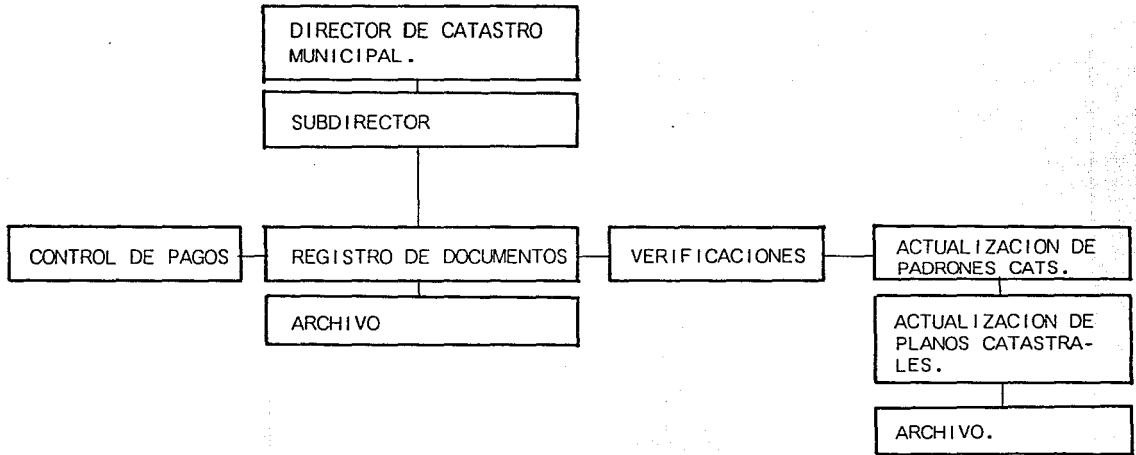 DIRECTOR DE CATASTRO
MUNICIPAL.
SUBDIRECTOR
CONTROL DE PAGOS
REGISTRO DE DOCUMENTOS
VERIFICACIONES
ACTUALIZACION DE
PADRONES CATS.
ARCHIVO
ACTUALIZACION DE
PLANOS CATASTRA-
LES.
ARCHIVO.